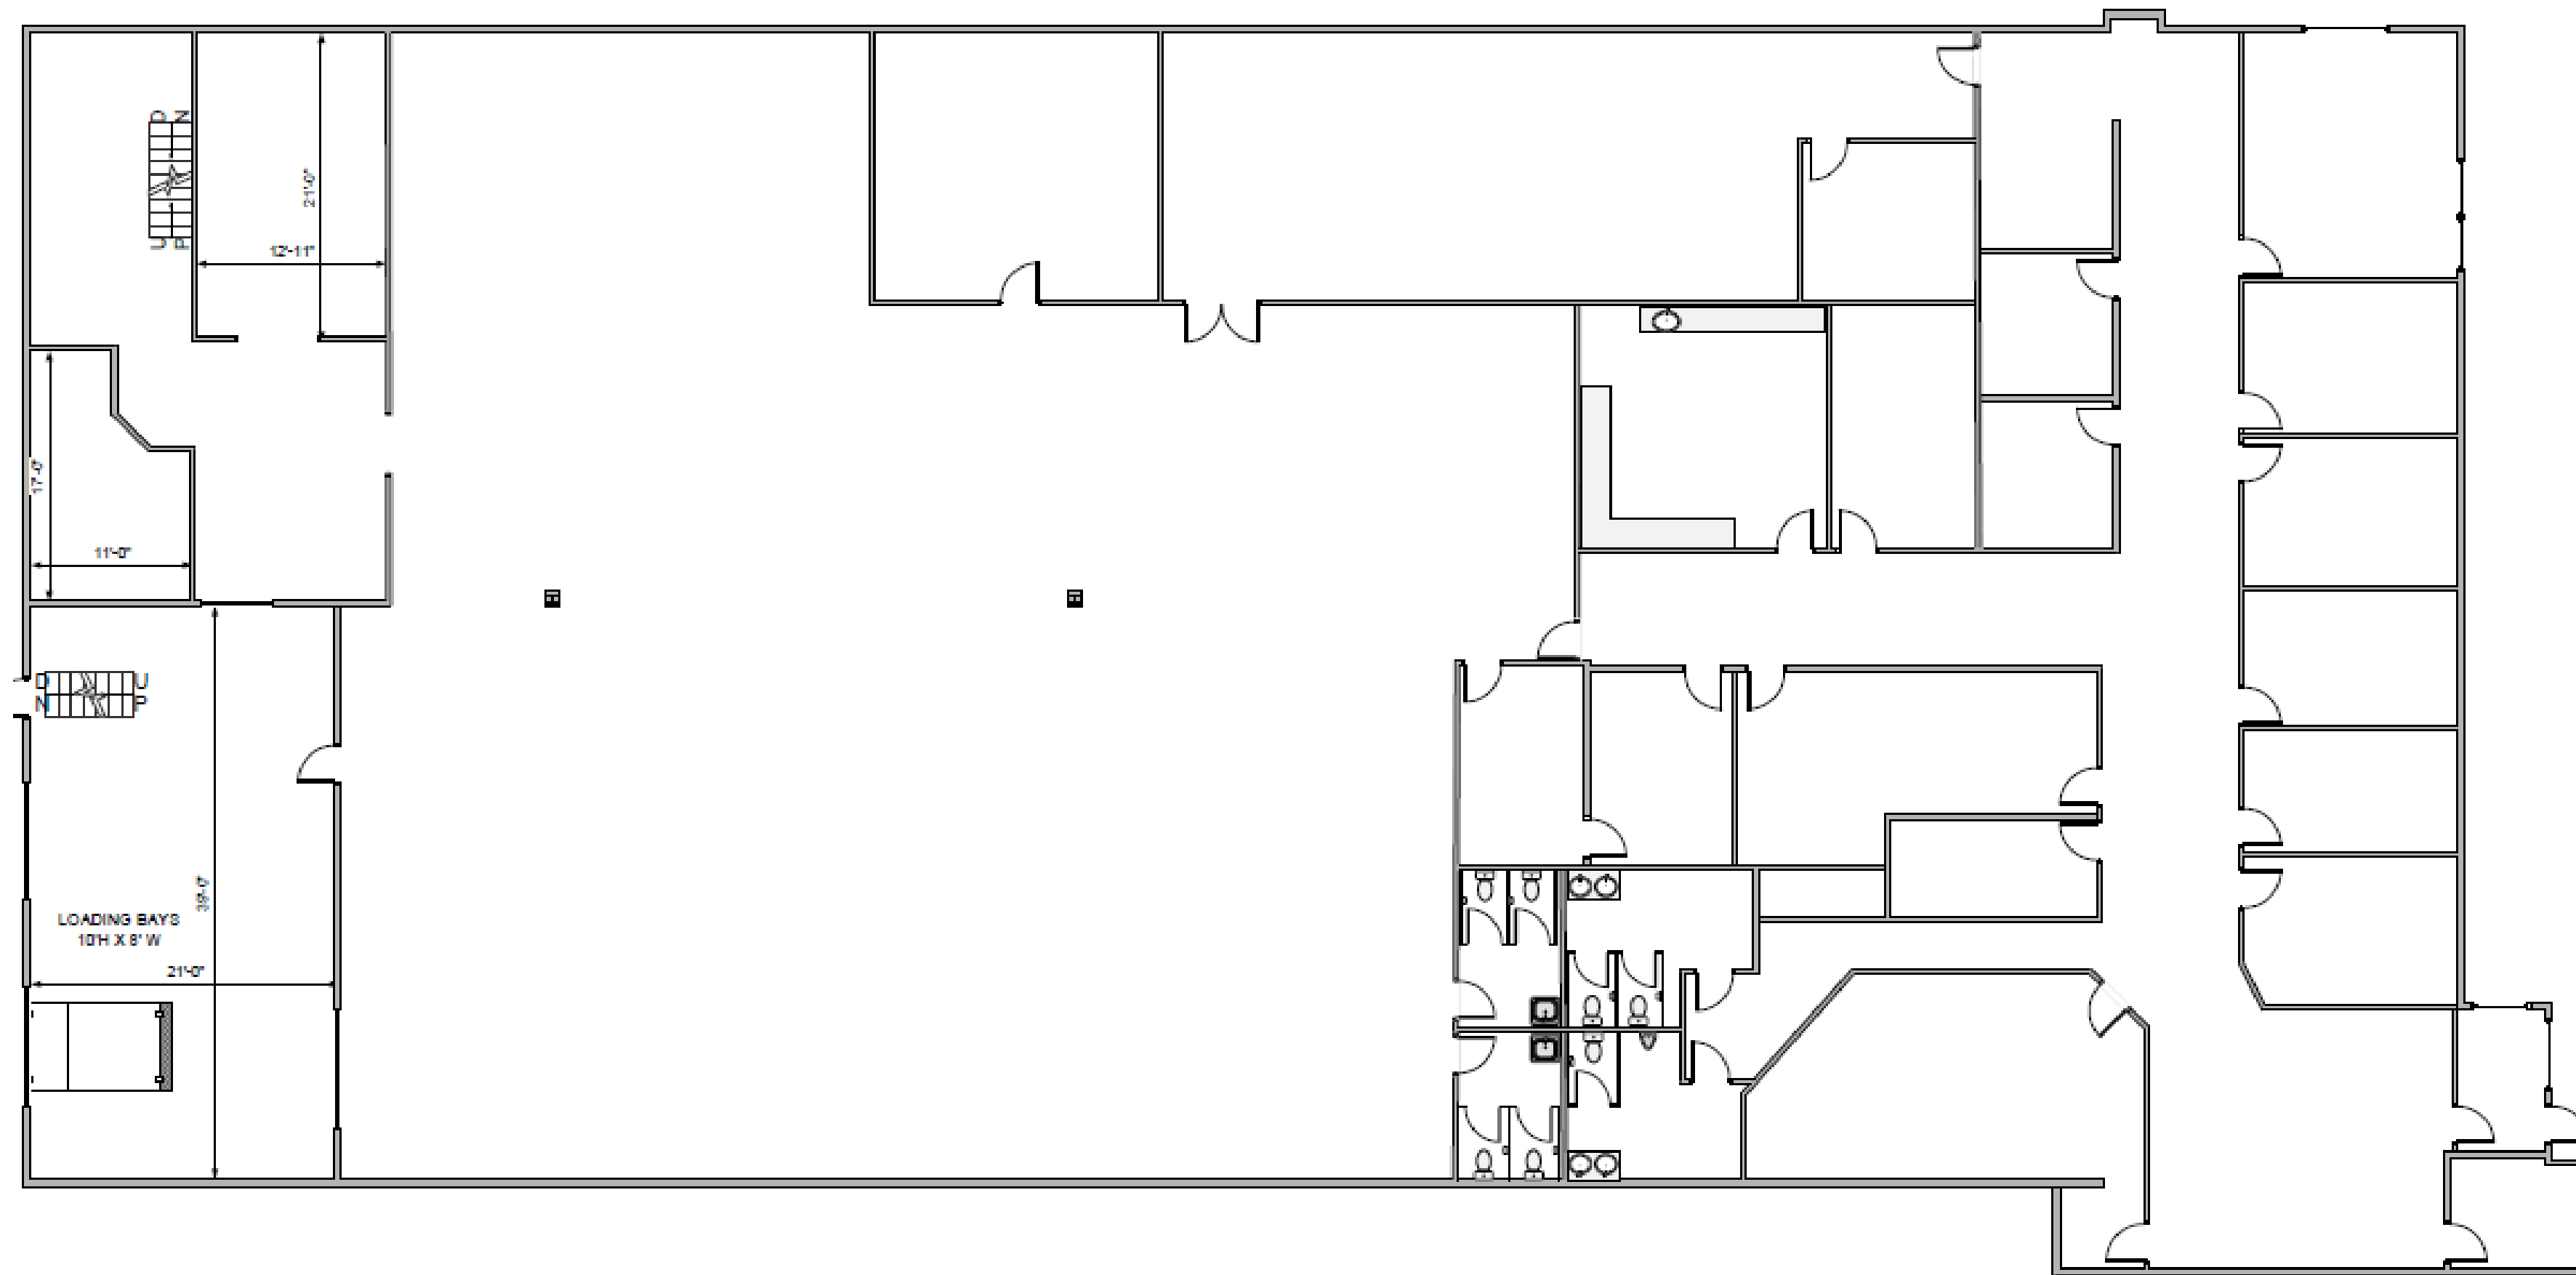 DN
UP
21'-0"
12'-11"
17'-0"
11'-0"
DN
UP
39'-0"
LOADING BAYS
10'H X 8' W
21'-0"